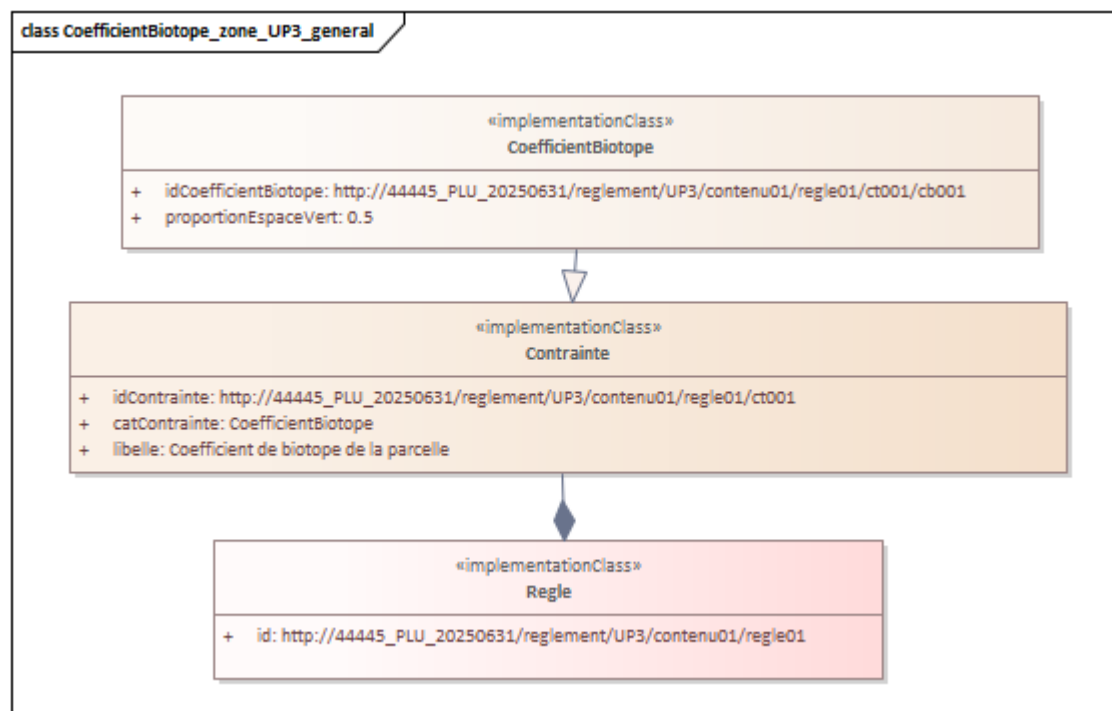 class CoefficientBiotope_zone_UP3_general
«implementationClass»
CoefficientBiotope
+ idCoefficientBiotope: http://44445_PLU_20250631/reglement/UP3/contenu01/regle01/ct001/cb001
+ proportionEspaceVert: 0.5
«implementationClass»
Contrainte
+ idContrainte: http://44445_PLU_20250631/reglement/UP3/contenu01/regle01/ct001
+ catContrainte: CoefficientBiotope
+ libelle: Coefficient de biotope de la parcelle
«implementationClass»
Regle
+ id: http://44445_PLU_20250631/reglement/UP3/contenu01/regle01